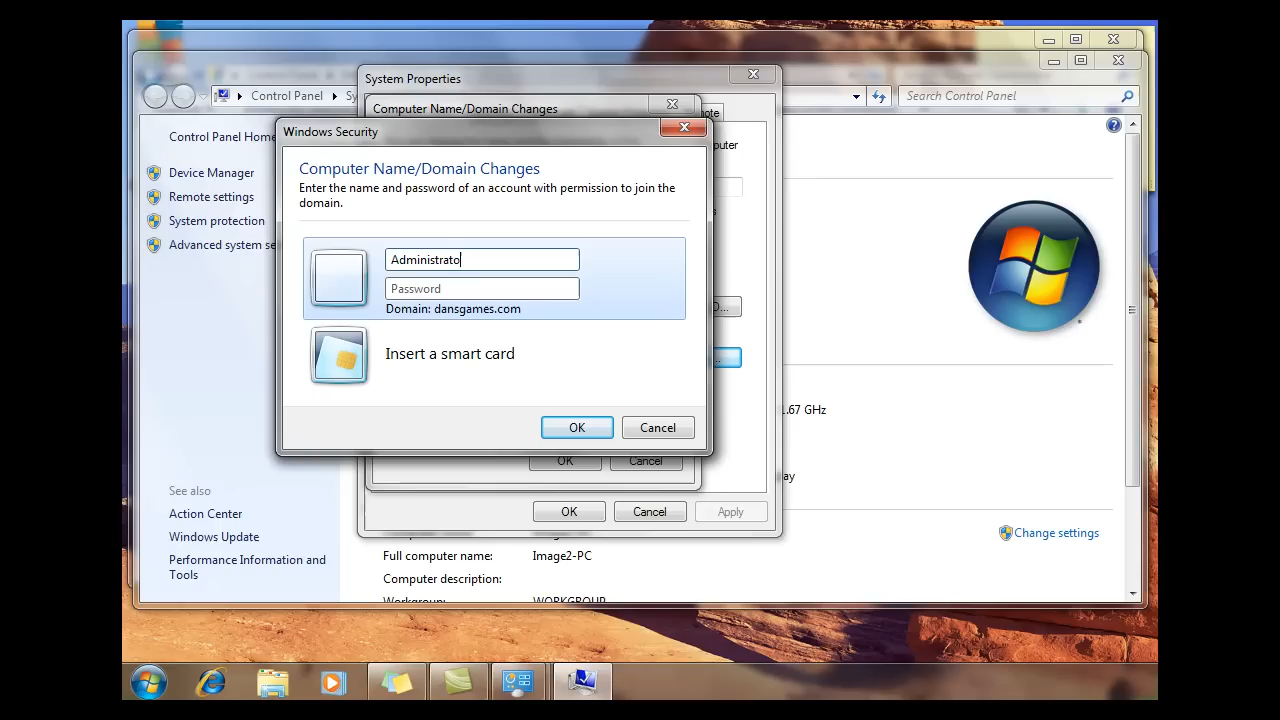 System Properties
Computer Name/Domain Changes
Control Panel
Sy
Search Control Panel
note
Windows Security
Control Panel Home
puter
Computer Name/Domain Changes
Device Manager
Enter the name and password of an account with permission to join the
domain.
Remote settings
System protection
Advanced system se
Administrato
Password
Domain: dansgames.com
Insert a smart card
1.67 GHz
OK
Cancel
OK
Cancel
ay
See also
Action Center
OK
Cancel
Apply
Windows Update
Change settings
Full computer name:
Image2-PC
Performance Information and
Tools
Computer description:
Workgroup:
WORKGROUP